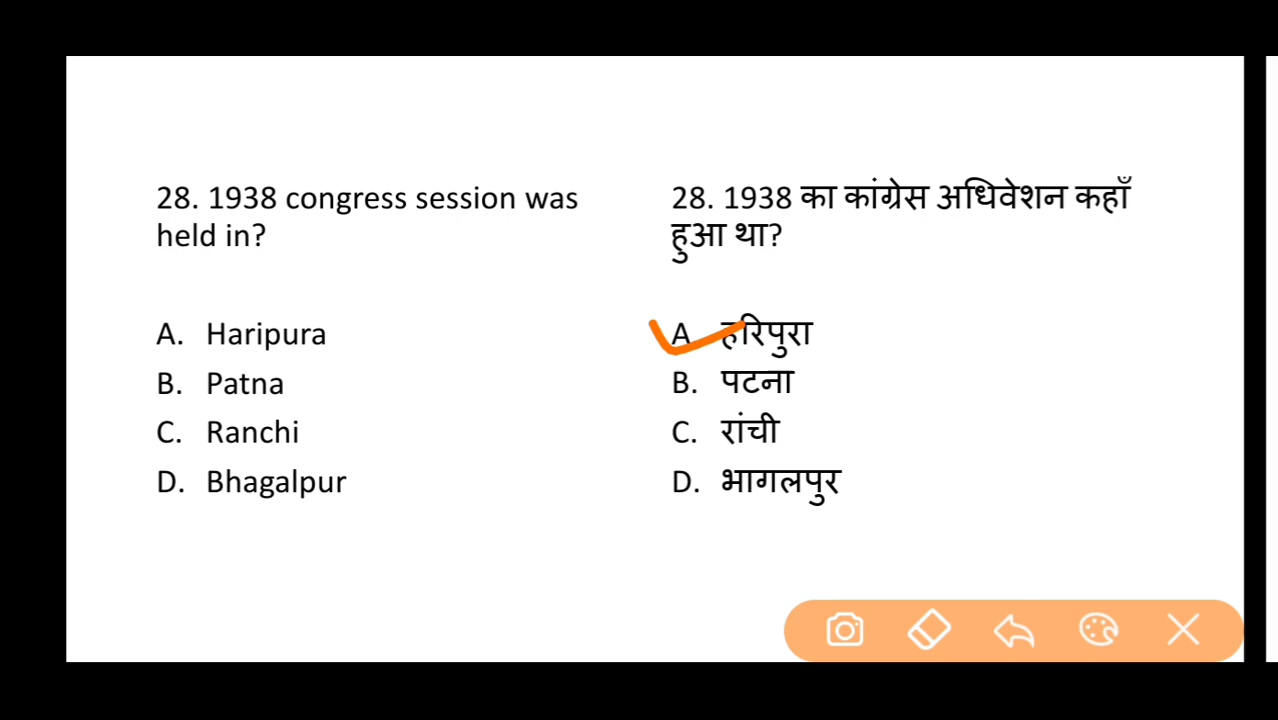 28. 1938 congress session was
held in?
A. Haripura
B. Patna
C. Ranchi
D. Bhagalpur
28. 1938 का कांग्रेस अधिवेशन कहाँ
हुआ था?
A. हरिपुरा
B. पटना
C. रांची
D. भागलपुर